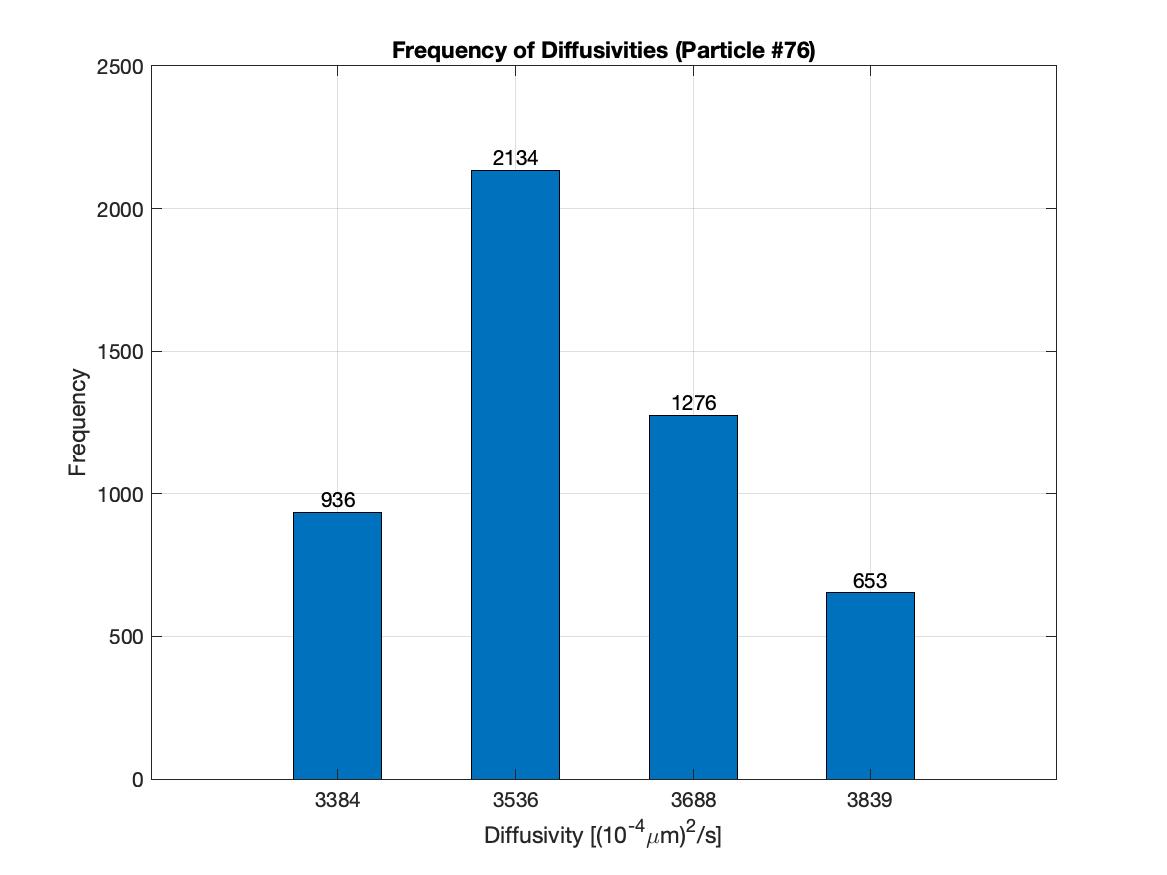 Frequency of Diffusivities (Particle #76)
2500
2000
1500
1000
500
0
Frequency
936
2134
1276
653
3384 3536 3688 3839
Diffusivity [(10⁻⁴μm)²/s]